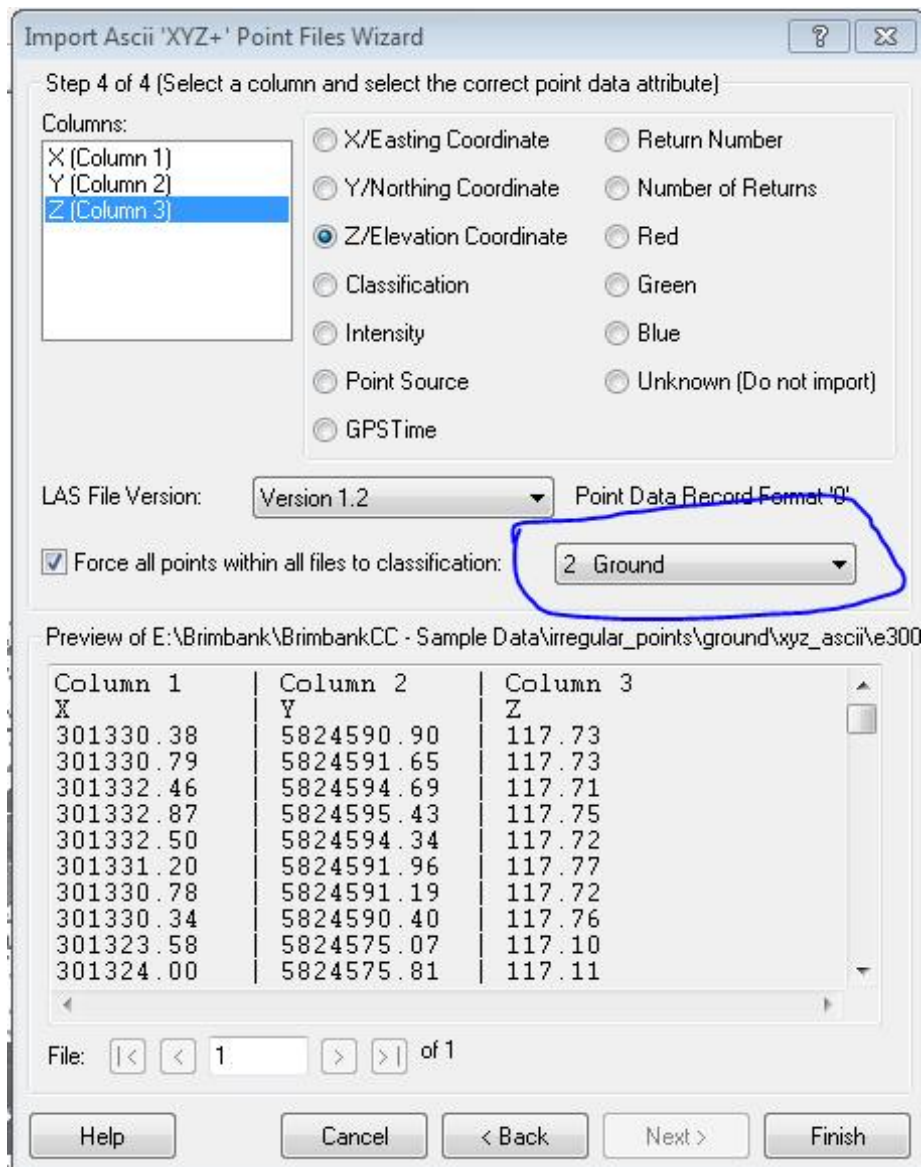 Import Ascii 'XYZ+' Point Files Wizard
Step 4 of 4 (Select a column and select the correct point data attribute)
Columns:
X (Column 1)
Y (Column 2)
Z (Column 3)
X/Easting Coordinate
Y/Northing Coordinate
Z/Elevation Coordinate
Classification
Intensity
Point Source
GPSTime
Return Number
Number of Returns
Red
Green
Blue
Unknown (Do not import)
LAS File Version: Version 1.2 Point Data Record Format '0'
Force all points within all files to classification: 2 Ground
Preview of E:\Brimbank\BrimbankCC - Sample Data\irregular_points\ground\xyz_ascii\e300
Column 1 | Column 2 | Column 3
X | Y | Z
301330.38 | 5824590.90 | 117.73
301330.79 | 5824591.65 | 117.73
301332.46 | 5824594.69 | 117.71
301332.87 | 5824595.43 | 117.75
301332.50 | 5824594.34 | 117.72
301331.20 | 5824591.96 | 117.77
301330.78 | 5824591.19 | 117.72
301330.34 | 5824590.40 | 117.76
301323.58 | 5824575.07 | 117.10
301324.00 | 5824575.81 | 117.11
File: |< < 1 > >| of 1
Help Cancel < Back Next > Finish